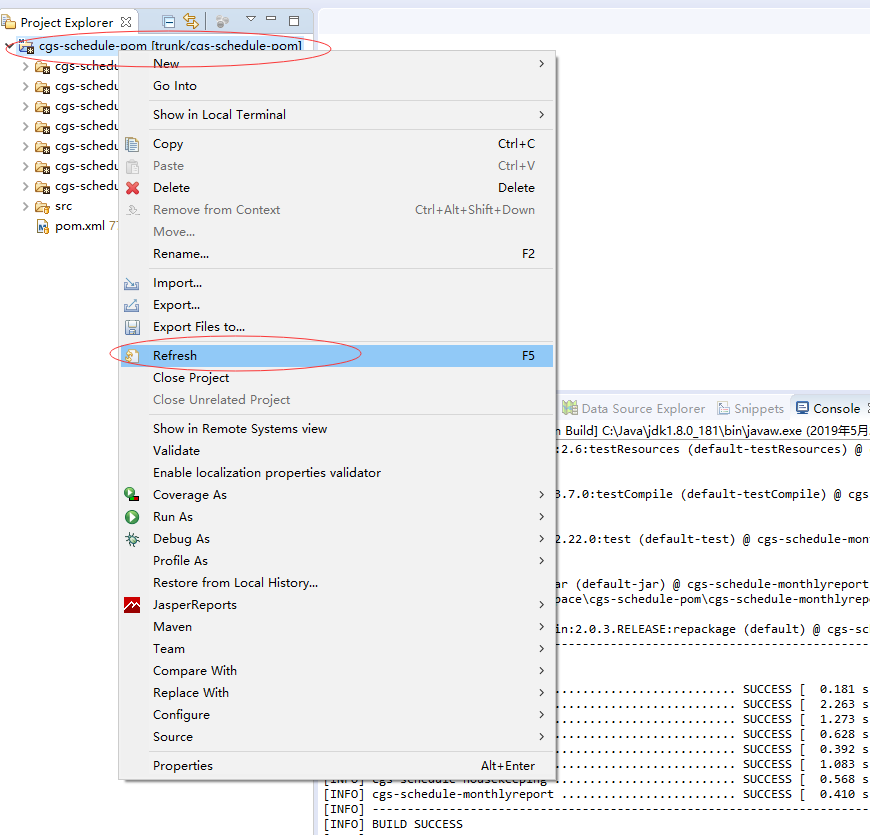 Project Explorer
cgs-schedule-pom [trunk/cgs-schedule-pom]
cgs-schedu
cgs-schedu
cgs-schedu
cgs-schedu
cgs-schedu
cgs-schedu
cgs-schedu
src
pom.xml 77
New
Go Into
Show in Local Terminal
Copy Ctrl+C
Paste Ctrl+V
Delete Delete
Remove from Context Ctrl+Alt+Shift+Down
Move...
Rename... F2
Import...
Export...
Export Files to...
Refresh F5
Close Project
Close Unrelated Project
Show in Remote Systems view
Validate
Enable localization properties validator
Coverage As
Run As
Debug As
Profile As
Restore from Local History...
JasperReports
Maven
Team
Compare With
Replace With
Configure
Source
Properties Alt+Enter
Data Source Explorer Snippets Console
n Build] C:\Java\jdk1.8.0_181\bin\javaw.exe (2019年5月
:2.6:testResources (default-testResources) @
3.7.0:testCompile (default-testCompile) @ cgs
2.22.0:test (default-test) @ cgs-schedule-mon
ar (default-jar) @ cgs-schedule-monthlyreport
pace\cgs-schedule-pom\cgs-schedule-monthlyrepo
in:2.0.3.RELEASE:repackage (default) @ cgs-sc
------------------------------------------------
.......................... SUCCESS [ 0.181 s
.......................... SUCCESS [ 2.263 s
.......................... SUCCESS [ 1.273 s
.......................... SUCCESS [ 0.628 s
.......................... SUCCESS [ 0.392 s
.......................... SUCCESS [ 1.083 s
[INFO] cgs-schedule-housekeeping .......................... SUCCESS [ 0.568 s
[INFO] cgs-schedule-monthlyreport ......................... SUCCESS [ 0.410 s
[INFO] ------------------------------------------------------------------------
[INFO] BUILD SUCCESS